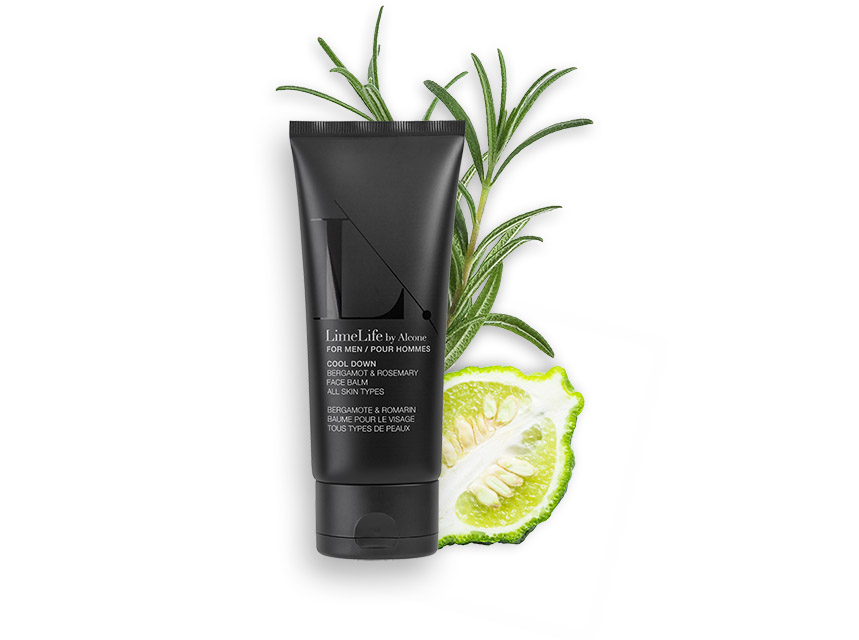 L.
LimeLife by Alcone
FOR MEN / POUR HOMMES
COOL DOWN
BERGAMOT & ROSEMARY
FACE BALM
ALL SKIN TYPES
BERGAMOTE & ROMARIN
BAUME POUR LE VISAGE
TOUS TYPES DE PEAUX